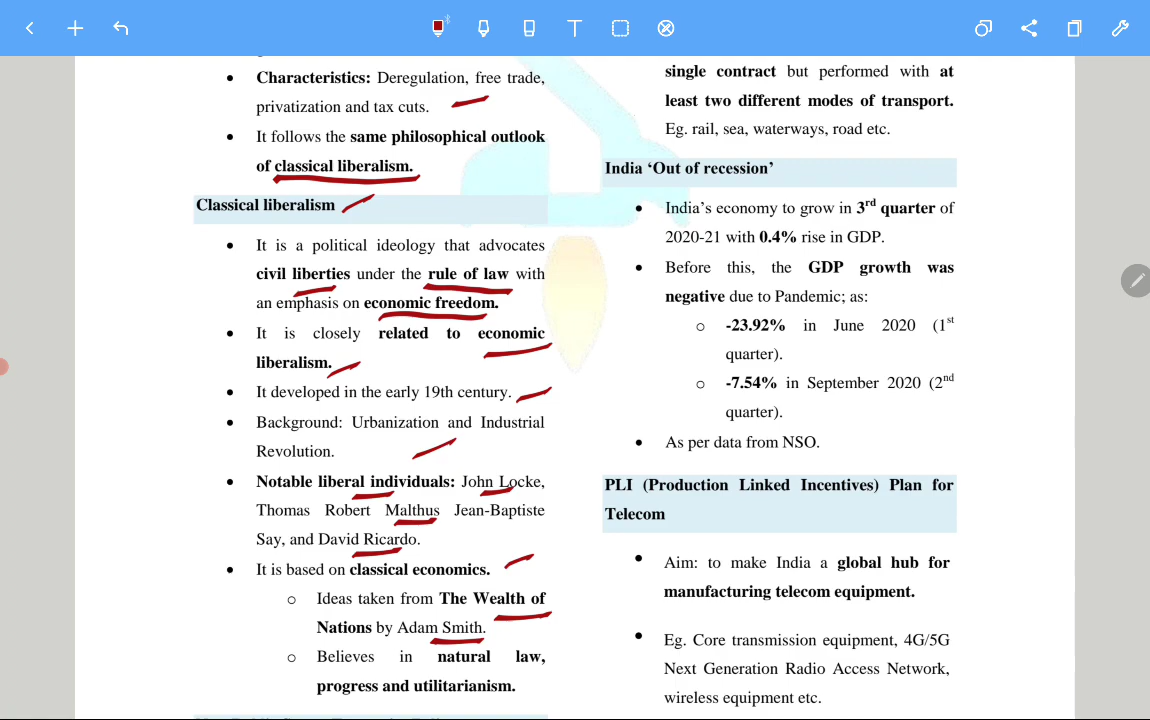 • Characteristics: Deregulation, free trade,
privatization and tax cuts.
• It follows the same philosophical outlook
of classical liberalism.
Classical liberalism
• It is a political ideology that advocates
civil liberties under the rule of law with
an emphasis on economic freedom.
• It is closely related to economic
liberalism.
• It developed in the early 19th century.
• Background: Urbanization and Industrial
Revolution.
• Notable liberal individuals: John Locke,
Thomas Robert Malthus Jean-Baptiste
Say, and David Ricardo.
• It is based on classical economics.
o Ideas taken from The Wealth of
Nations by Adam Smith.
o Believes in natural law,
progress and utilitarianism.
single contract but performed with at
least two different modes of transport.
Eg. rail, sea, waterways, road etc.
India ‘Out of recession’
• India’s economy to grow in 3rd quarter of
2020-21 with 0.4% rise in GDP.
• Before this, the GDP growth was
negative due to Pandemic; as:
o -23.92% in June 2020 (1st
quarter).
o -7.54% in September 2020 (2nd
quarter).
• As per data from NSO.
PLI (Production Linked Incentives) Plan for
Telecom
• Aim: to make India a global hub for
manufacturing telecom equipment.
• Eg. Core transmission equipment, 4G/5G
Next Generation Radio Access Network,
wireless equipment etc.